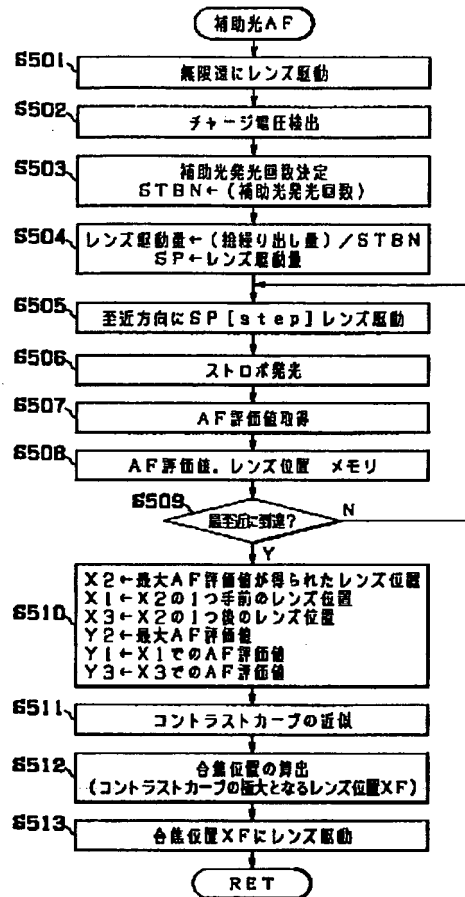 補助光AF
S501
無限遠にレンズ駆動
S502
チャージ電圧検出
S503
補助光発光回数決定
STBN←(補助光発光回数)
S504
レンズ駆動量←(総繰り出し量)/STBN
SP←レンズ駆動量
S505
至近方向にSP[step]レンズ駆動
S506
ストロボ発光
S507
AF評価値取得
S508
AF評価値。レンズ位置 メモリ
S509
最至近に到達?
N
Y
S510
X2←最大AF評価値が得られたレンズ位置
X1←X2の1つ手前のレンズ位置
X3←X2の1つ後のレンズ位置
Y2←最大AF評価値
Y1←X1でのAF評価値
Y3←X3でのAF評価値
S511
コントラストカーブの近似
S512
合焦位置の算出
(コントラストカーブの極大となるレンズ位置XF)
S513
合焦位置XFにレンズ駆動
RET